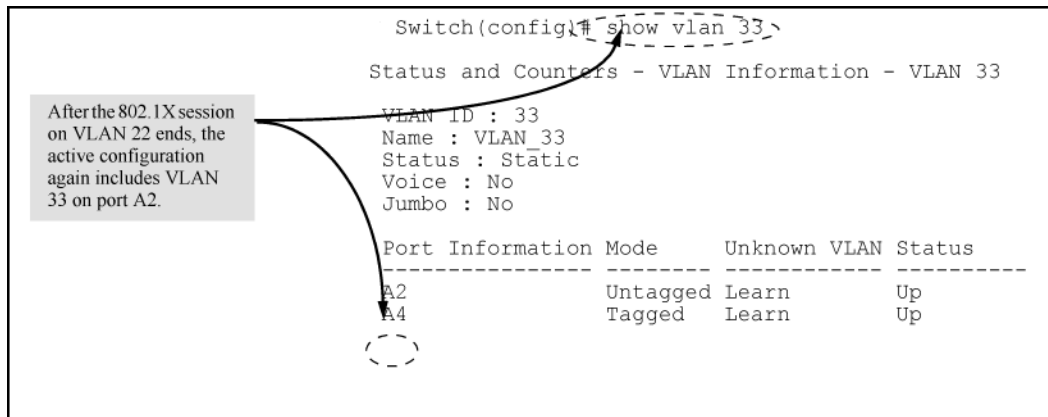 Switch(config)# show vlan 33
Status and Counters - VLAN Information - VLAN 33
After the 802.1X session
on VLAN 22 ends, the
active configuration
again includes VLAN
33 on port A2.
VLAN ID : 33
Name : VLAN_33
Status : Static
Voice : No
Jumbo : No
Port Information Mode Unknown VLAN Status
---------------- -------- ------------ ----------
A2 Untagged Learn Up
A4 Tagged Learn Up